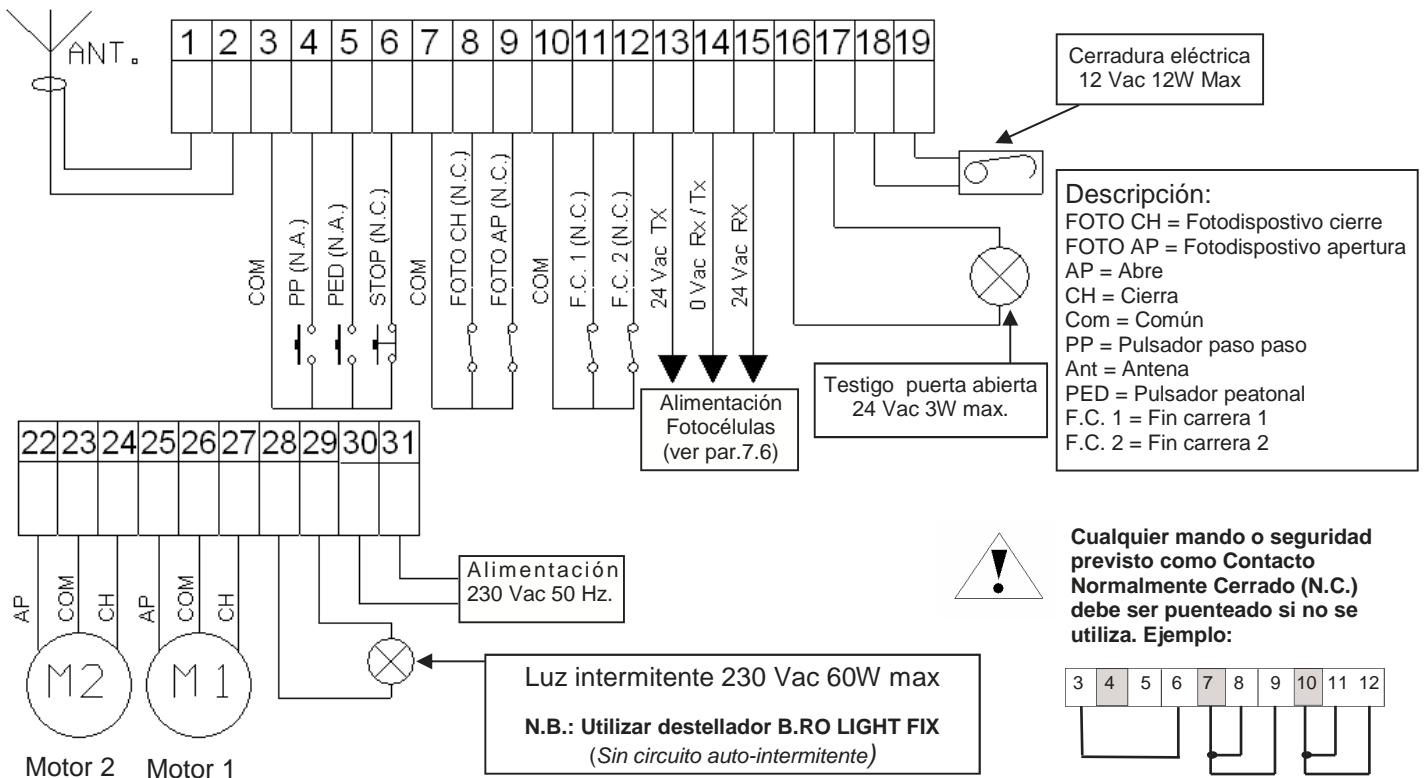 ANT.
1 2 3 4 5 6 7 8 9 10 11 12 13 14 15 16 17 18 19
Cerradura eléctrica
12 Vac 12W Max
COM
PP (N.A.)
PED (N.A.)
STOP (N.C.)
COM
FOTO CH (N.C.)
FOTO AP (N.C.)
COM
F.C. 1 (N.C.)
F.C. 2 (N.C.)
24 Vac TX
0 Vac Rx / Tx
24 Vac RX
Descripción:
FOTO CH = Fotodispostivo cierre
FOTO AP = Fotodispostivo apertura
AP = Abre
CH = Cierra
Com = Común
PP = Pulsador paso paso
Ant = Antena
PED = Pulsador peatonal
F.C. 1 = Fin carrera 1
F.C. 2 = Fin carrera 2
Alimentación
Fotocélulas
(ver par.7.6)
Testigo puerta abierta
24 Vac 3W max.
22 23 24 25 26 27 28 29 30 31
AP
COM
CH
AP
COM
CH
M2
M1
Motor 2
Motor 1
Alimentación
230 Vac 50 Hz.
Luz intermitente 230 Vac 60W max
N.B.: Utilizar destellador B.RO LIGHT FIX
(Sin circuito auto-intermitente)
!
Cualquier mando o seguridad
previsto como Contacto
Normalmente Cerrado (N.C.)
debe ser puenteado si no se
utiliza. Ejemplo:
3 4 5 6 7 8 9 10 11 12